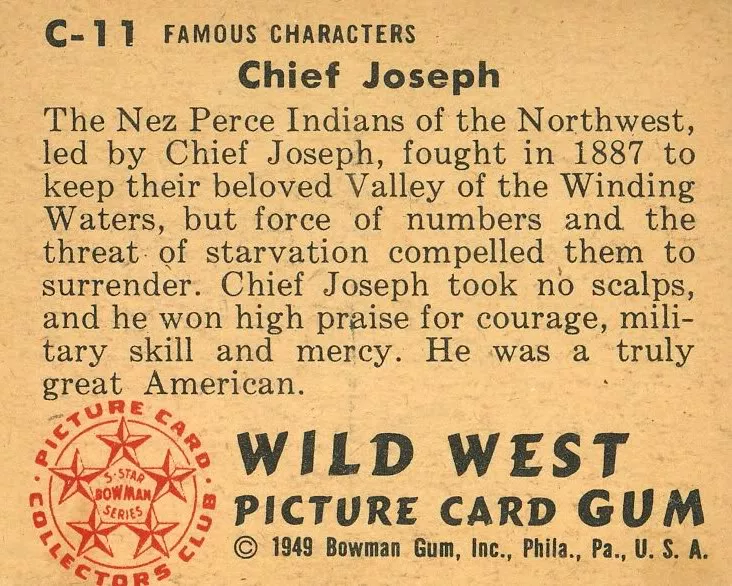 C-11 FAMOUS CHARACTERS
Chief Joseph
The Nez Perce Indians of the Northwest,
led by Chief Joseph, fought in 1887 to
keep their beloved Valley of the Winding
Waters, but force of numbers and the
threat of starvation compelled them to
surrender. Chief Joseph took no scalps,
and he won high praise for courage, mili-
tary skill and mercy. He was a truly
great American.
PICTURE CARD
COLLECTORS CLUB
5-STAR
BOWMAN
SERIES
WILD WEST
PICTURE CARD GUM
© 1949 Bowman Gum, Inc., Phila., Pa., U. S. A.